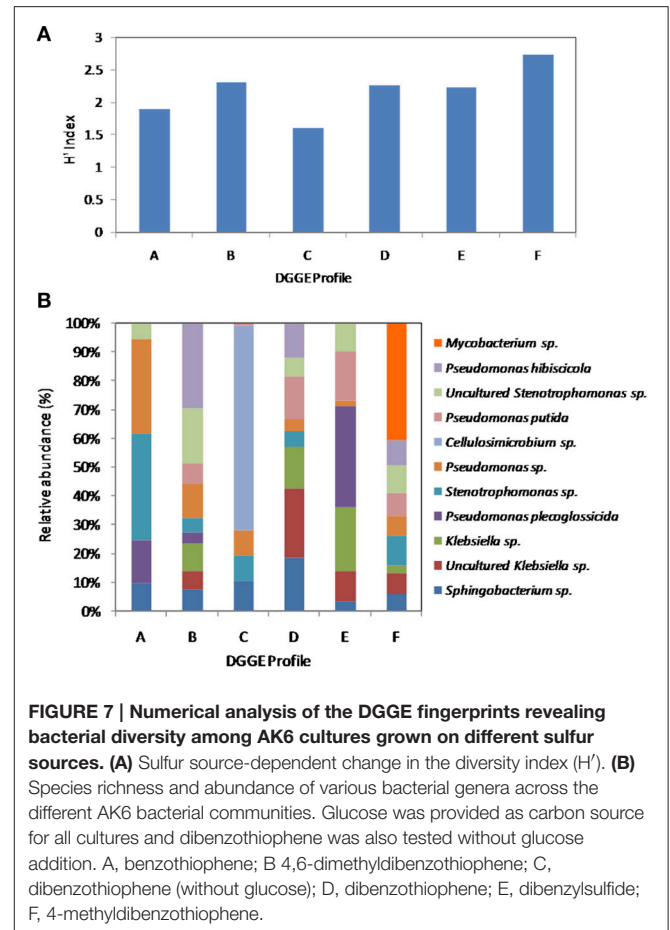 A
3
2.5
2
1.5
1
0.5
0
H' Index
A B C D E F
DGGE Profile
B
100%
90%
80%
70%
60%
50%
40%
30%
20%
10%
0%
Relative abundance (%)
A B C D E F
DGGE Profile
Mycobacterium sp.
Pseudomonas hibiscicola
Uncultured Stenotrophomonas sp.
Pseudomonas putida
Cellulosimicrobium sp.
Pseudomonas sp.
Stenotrophomonas sp.
Pseudomonas plecoglossicida
Klebsiella sp.
Uncultured Klebsiella sp.
Sphingobacterium sp.
FIGURE 7 | Numerical analysis of the DGGE fingerprints revealing
bacterial diversity among AK6 cultures grown on different sulfur
sources. (A) Sulfur source-dependent change in the diversity index (H′). (B)
Species richness and abundance of various bacterial genera across the
different AK6 bacterial communities. Glucose was provided as carbon source
for all cultures and dibenzothiophene was also tested without glucose
addition. A, benzothiophene; B 4,6-dimethyldibenzothiophene; C,
dibenzothiophene (without glucose); D, dibenzothiophene; E, dibenzylsulfide;
F, 4-methyldibenzothiophene.